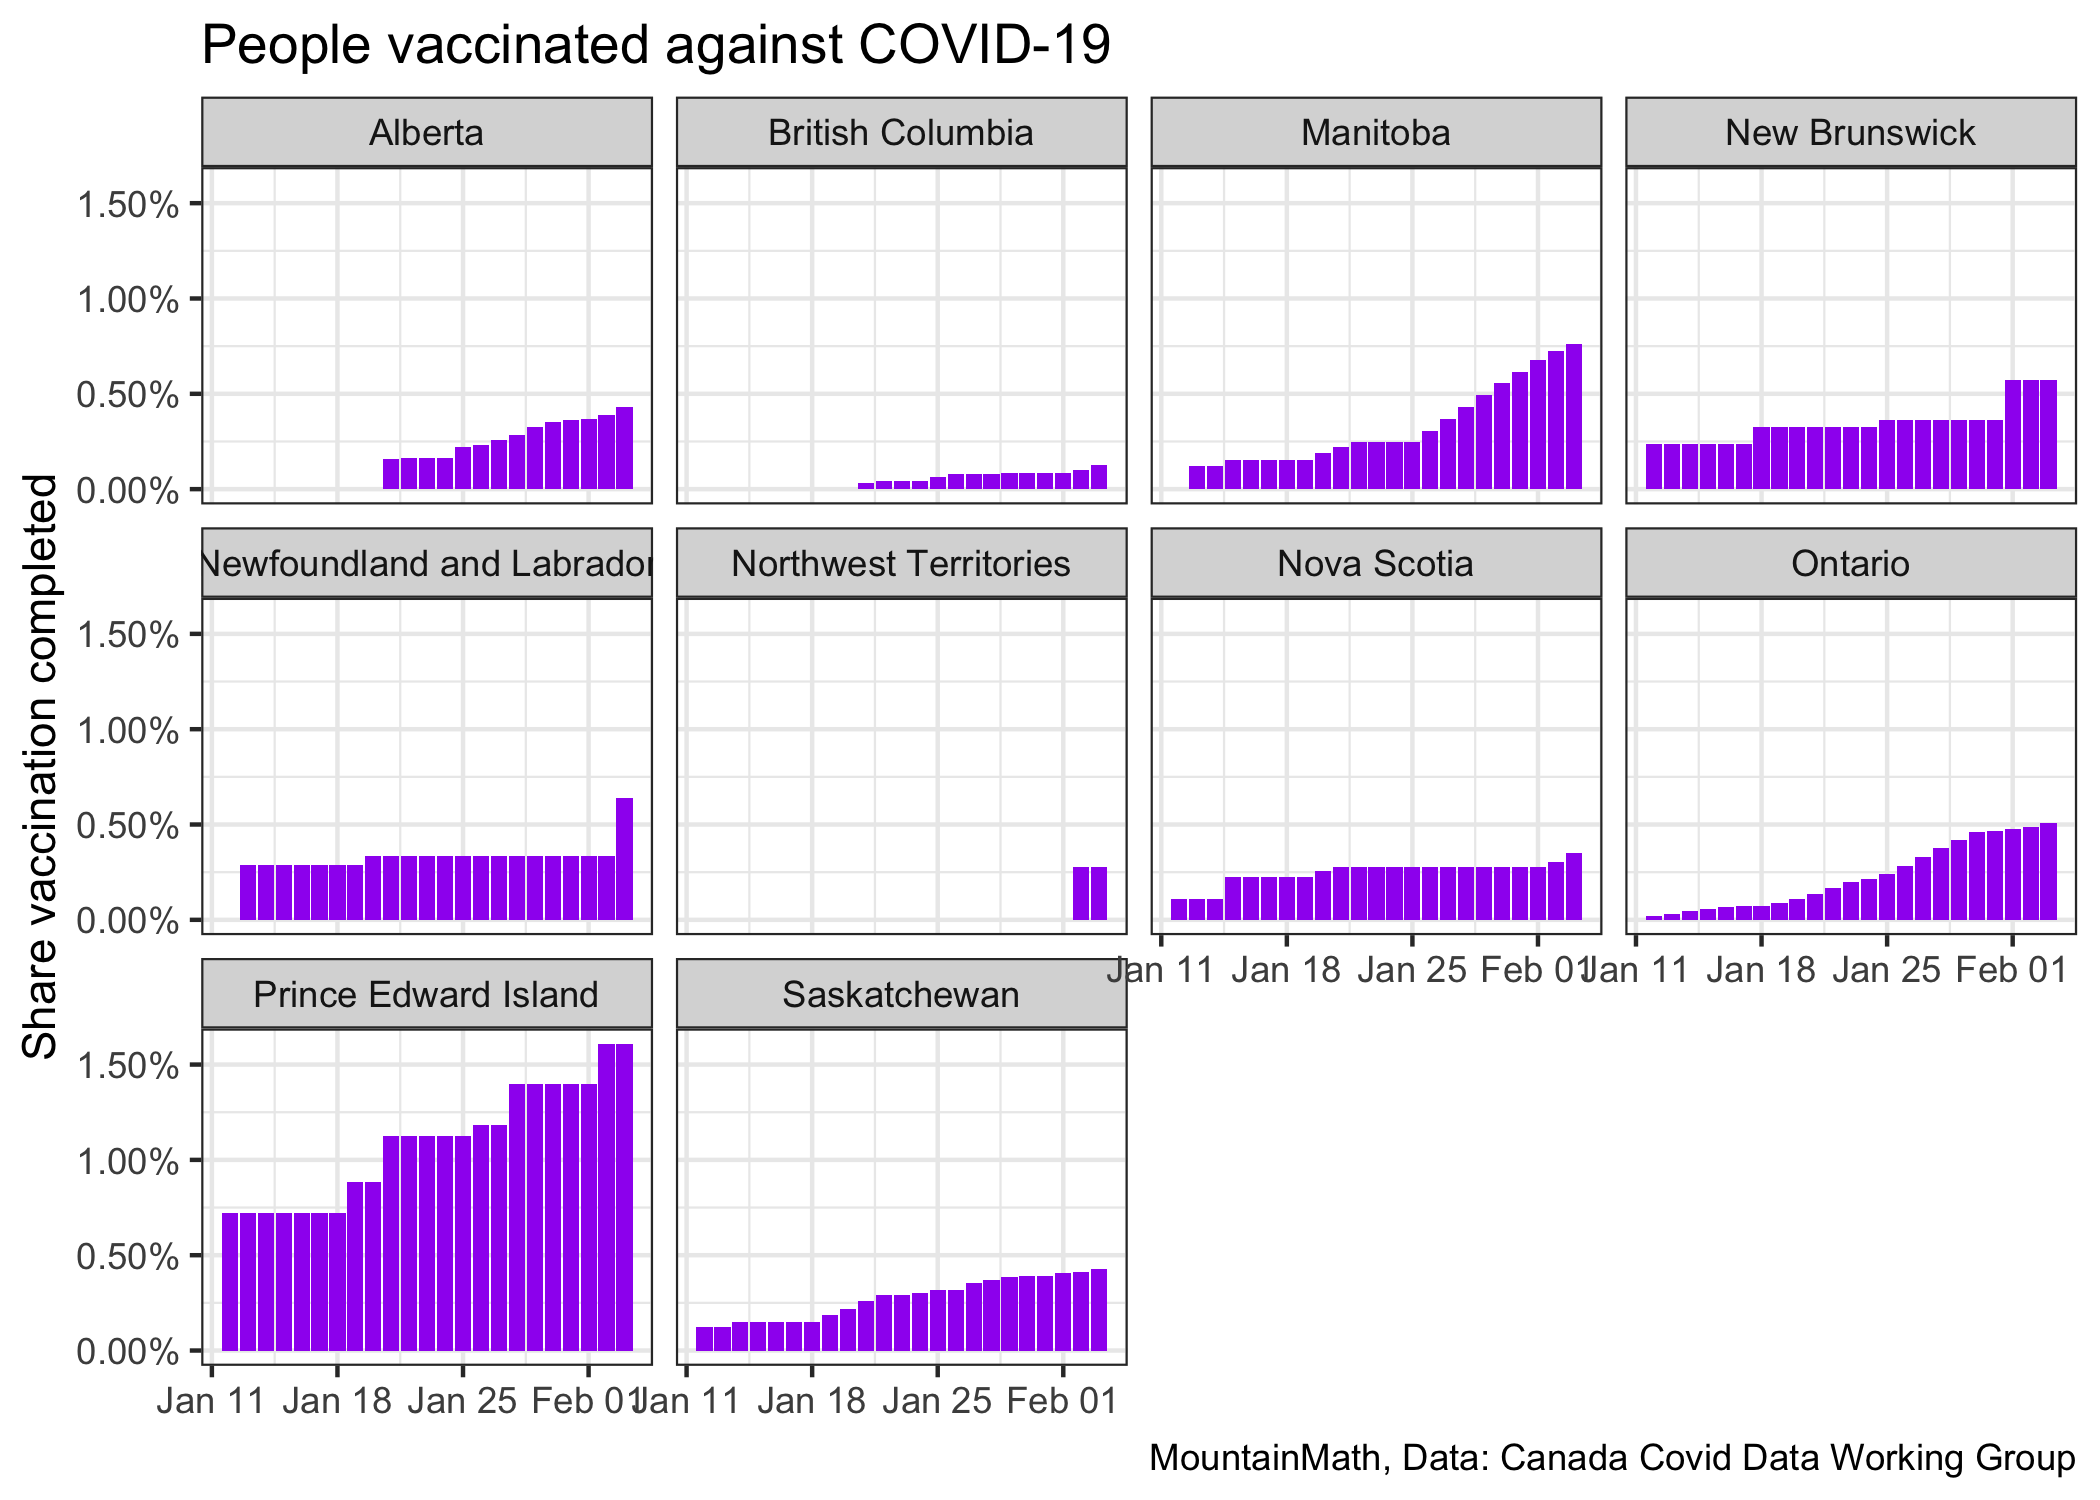 People vaccinated against COVID-19
Share vaccination completed
Alberta
British Columbia
Manitoba
New Brunswick
1.50%
1.00%
0.50%
0.00%
Newfoundland and Labrador
Northwest Territories
Nova Scotia
Ontario
1.50%
1.00%
0.50%
0.00%
Jan 11 Jan 18 Jan 25 Feb 01
Jan 11 Jan 18 Jan 25 Feb 01
Prince Edward Island
Saskatchewan
1.50%
1.00%
0.50%
0.00%
Jan 11 Jan 18 Jan 25 Feb 01
Jan 11 Jan 18 Jan 25 Feb 01
MountainMath, Data: Canada Covid Data Working Group